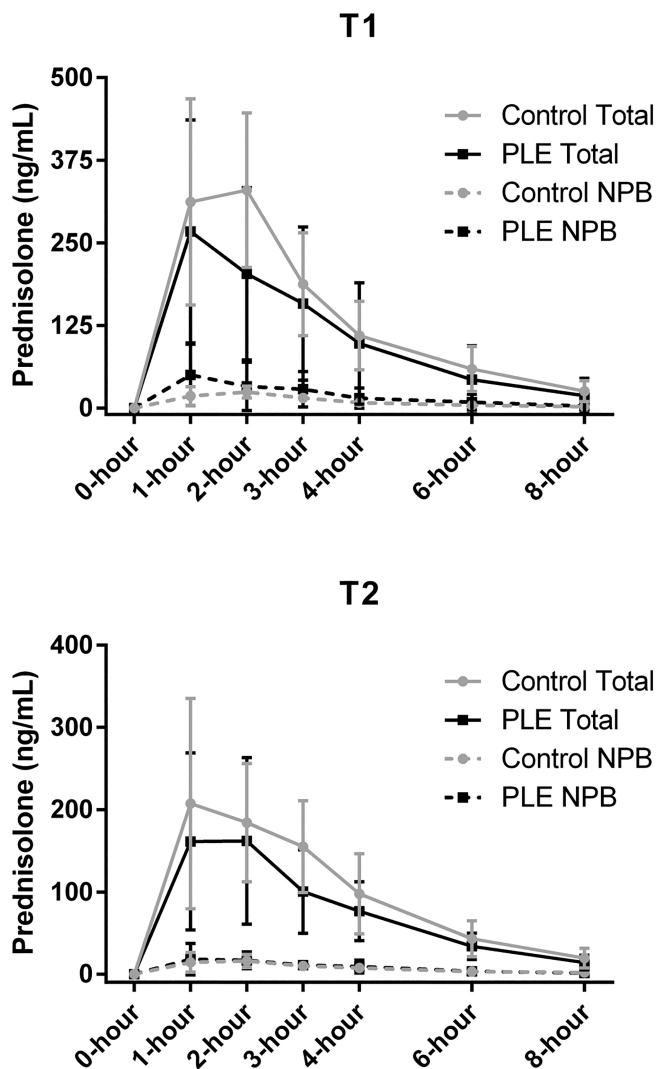 T1
Prednisolone (ng/mL)
500
375
250
125
0
Control Total
PLE Total
Control NPB
PLE NPB
0-hour
1-hour
2-hour
3-hour
4-hour
6-hour
8-hour
T2
Prednisolone (ng/mL)
400
300
200
100
0
Control Total
PLE Total
Control NPB
PLE NPB
0-hour
1-hour
2-hour
3-hour
4-hour
6-hour
8-hour